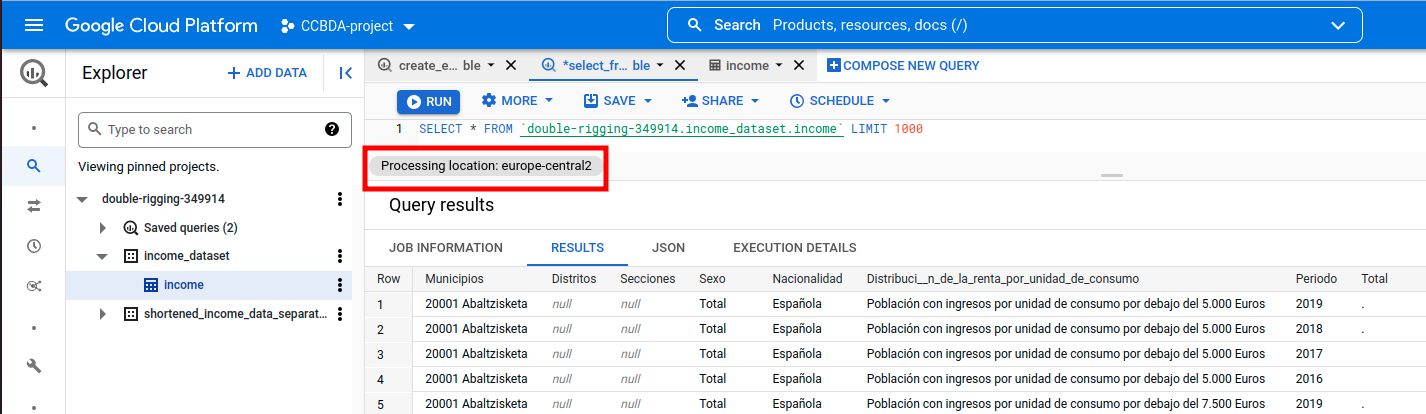 Google Cloud Platform CCBDA-project Search Products, resources, docs (/)
Explorer + ADD DATA
create_e... ble *select_fr... ble income COMPOSE NEW QUERY
RUN MORE SAVE SHARE SCHEDULE
Type to search ?
1 SELECT * FROM `double-rigging-349914.income_dataset.income` LIMIT 1000
Viewing pinned projects.
Processing location: europe-central2
double-rigging-349914
Saved queries (2)
income_dataset
income
shortened_income_data_separat...
Query results
JOB INFORMATION RESULTS JSON EXECUTION DETAILS
Row Municipios Distritos Secciones Sexo Nacionalidad Distribuci__n_de_la_renta_por_unidad_de_consumo Periodo Total
1 20001 Abaltzisketa null null Total Española Población con ingresos por unidad de consumo por debajo del 5.000 Euros 2019 .
2 20001 Abaltzisketa null null Total Española Población con ingresos por unidad de consumo por debajo del 5.000 Euros 2018 .
3 20001 Abaltzisketa null null Total Española Población con ingresos por unidad de consumo por debajo del 5.000 Euros 2017
4 20001 Abaltzisketa null null Total Española Población con ingresos por unidad de consumo por debajo del 5.000 Euros 2016
5 20001 Abaltzisketa null null Total Española Población con ingresos por unidad de consumo por debajo del 7.500 Euros 2019 .